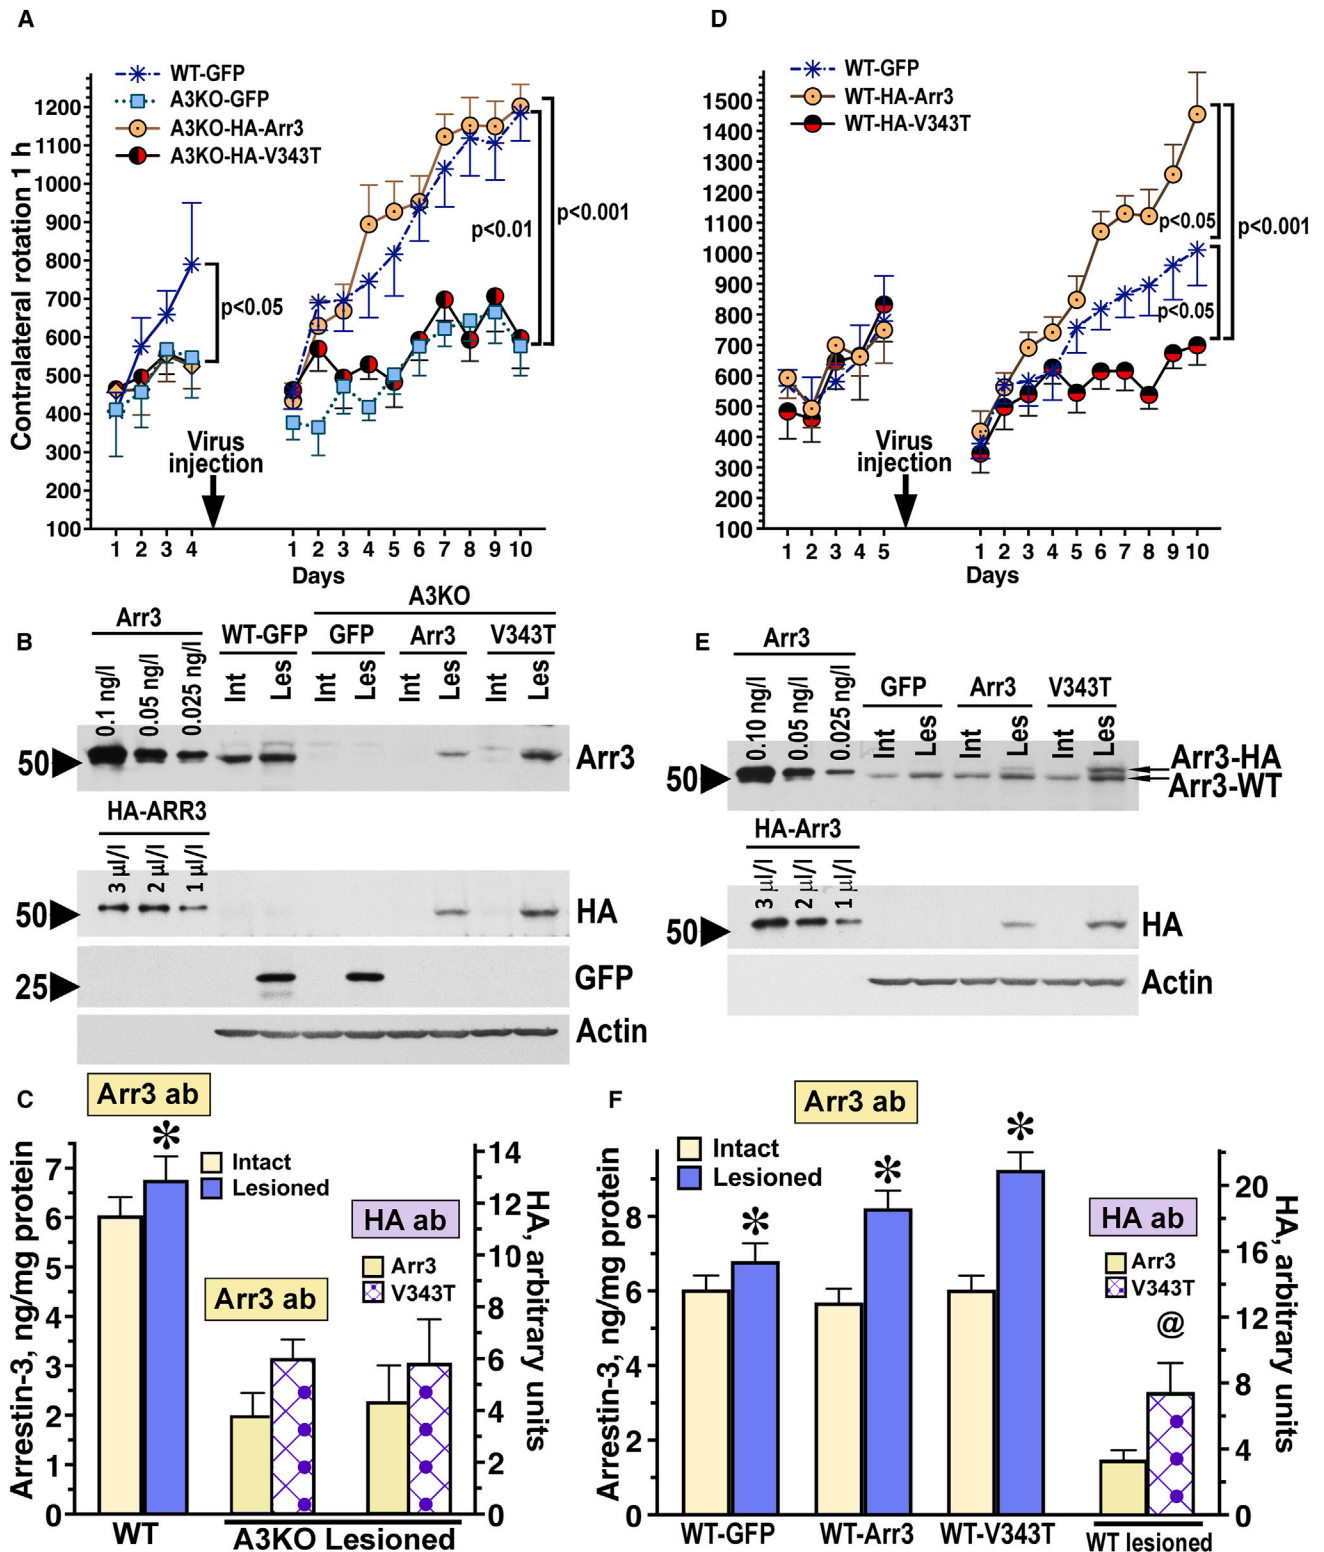 A
WT-GFP
A3KO-GFP
A3KO-HA-Arr3
A3KO-HA-V343T
Contralateral rotation 1 h
1200
1100
1000
900
800
700
600
500
400
300
200
100
p<0.05
p<0.01
p<0.001
Virus
injection
1 2 3 4 1 2 3 4 5 6 7 8 9 10
Days
D
WT-GFP
WT-HA-Arr3
WT-HA-V343T
1500
1400
1300
1200
1100
1000
900
800
700
600
500
400
300
200
100
p<0.05
p<0.001
p<0.05
Virus
injection
1 2 3 4 5 1 2 3 4 5 6 7 8 9 10
Days
B
A3KO
Arr3
WT-GFP GFP Arr3 V343T
0.1 ng/l 0.05 ng/l 0.025 ng/l Int Les Int Les Int Les Int Les
50 Arr3
HA-ARR3
3 µl/l 2 µl/l 1 µl/l
50 HA
25 GFP
Actin
E
Arr3
GFP Arr3 V343T
0.10 ng/l 0.05 ng/l 0.025 ng/l Int Les Int Les Int Les
50 Arr3-HA
Arr3-WT
HA-Arr3
3 µl/l 2 µl/l 1 µl/l
50 HA
Actin
C
Arr3 ab
*
Intact
Lesioned
HA ab
Arr3
V343T
Arr3 ab
Arrestin-3, ng/mg protein
7
6
5
4
3
2
1
0
14
12
10
8
6
4
2
0
HA, arbitrary units
WT
A3KO Lesioned
F
Arr3 ab
Intact
Lesioned
* * *
HA ab
Arr3
V343T
@
Arrestin-3, ng/mg protein
8
6
4
2
0
20
16
12
8
4
0
HA, arbitrary units
WT-GFP WT-Arr3 WT-V343T WT lesioned